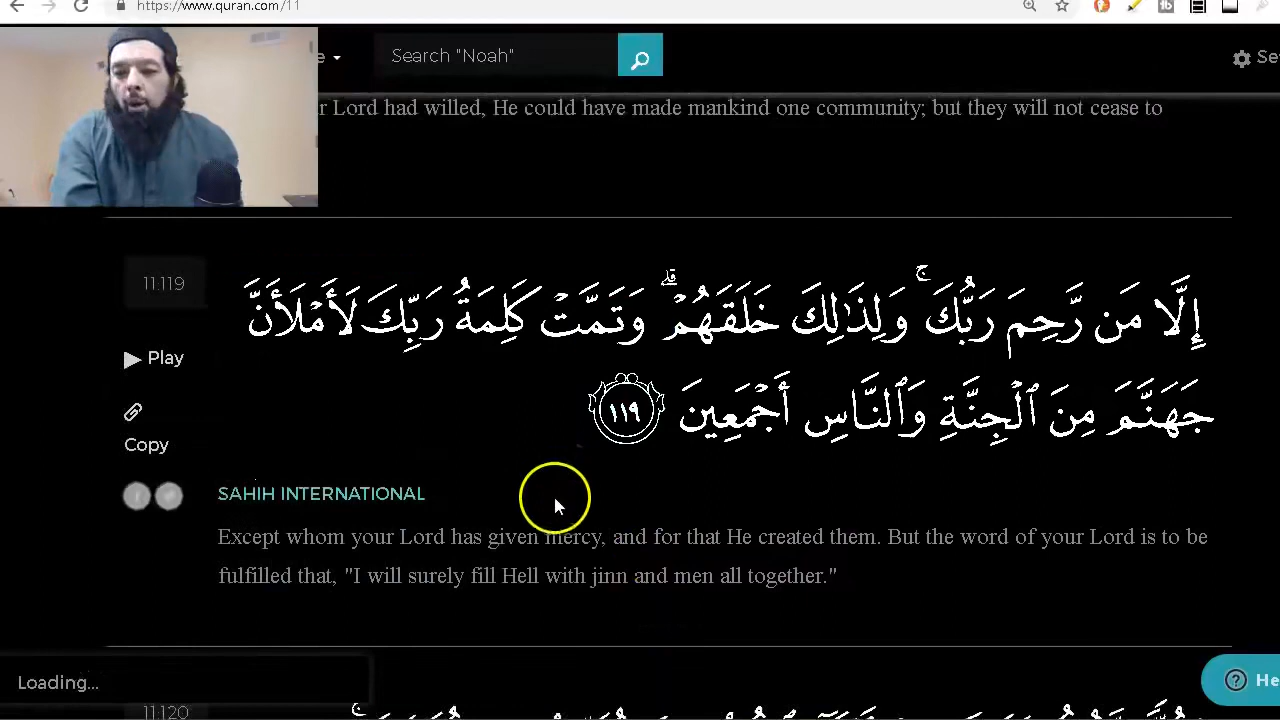 https://www.quran.com/11
Search "Noah"
r Lord had willed, He could have made mankind one community; but they will not cease to
11:119
إِلَّا مَن رَّحِمَ رَبُّكَ ۚ وَلِذَٰلِكَ خَلَقَهُمْ ۗ وَتَمَّتْ كَلِمَةُ رَبِّكَ لَأَمْلَأَنَّ
جَهَنَّمَ مِنَ ٱلْجِنَّةِ وَٱلنَّاسِ أَجْمَعِينَ ١١٩
Play
Copy
SAHIH INTERNATIONAL
Except whom your Lord has given mercy, and for that He created them. But the word of your Lord is to be
fulfilled that, "I will surely fill Hell with jinn and men all together."
Loading...
He
11:120